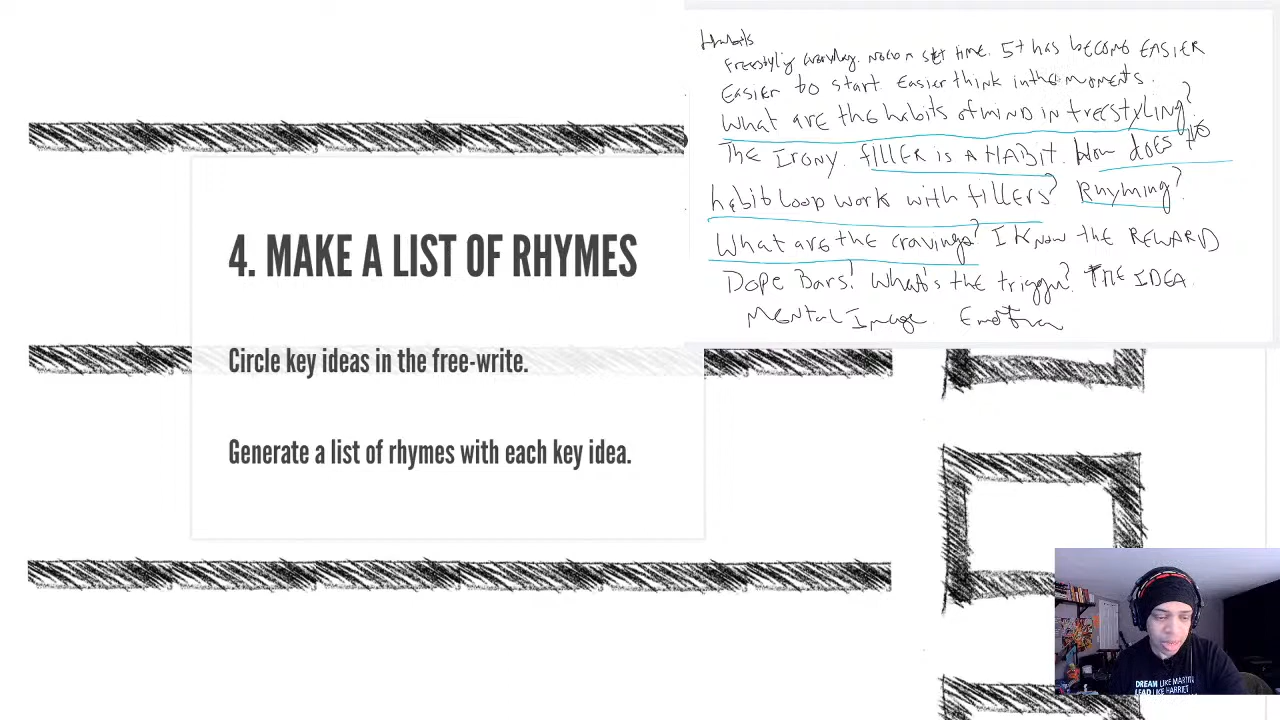 4. MAKE A LIST OF RHYMES
Circle key ideas in the free-write.
Generate a list of rhymes with each key idea.
Habits
Freestyling everyday. Not on a set time. It has become EASIER
EASIER to start. Easier think in the moments.
What are the habits of mind in freestyling?
The Irony. filler is a HABIT. How does the
habit loop work with fillers? Rhyming?
What are the cravings? I know the REWARD
Dope Bars! What's the trigger? THE IDEA.
Mental Image. Emotion
DREAM LIKE MARTIN
LEAD LIKE HARRIET